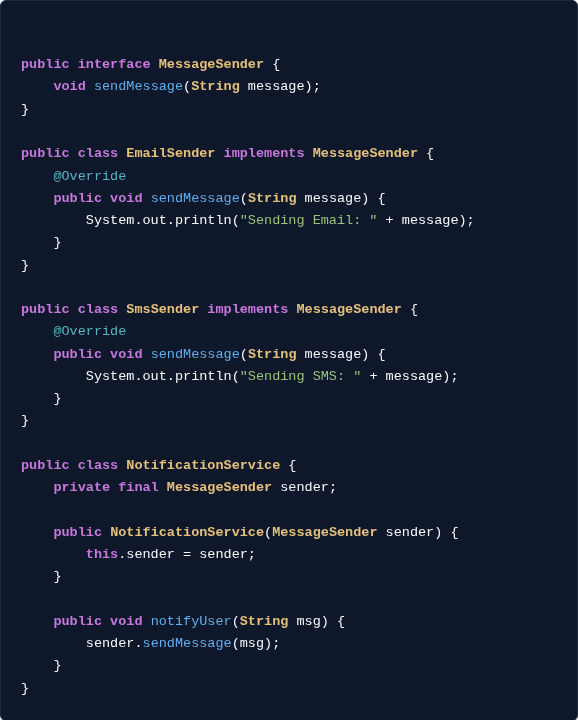 public interface MessageSender {
    void sendMessage(String message);
}

public class EmailSender implements MessageSender {
    @Override
    public void sendMessage(String message) {
        System.out.println("Sending Email: " + message);
    }
}

public class SmsSender implements MessageSender {
    @Override
    public void sendMessage(String message) {
        System.out.println("Sending SMS: " + message);
    }
}

public class NotificationService {
    private final MessageSender sender;

    public NotificationService(MessageSender sender) {
        this.sender = sender;
    }

    public void notifyUser(String msg) {
        sender.sendMessage(msg);
    }
}